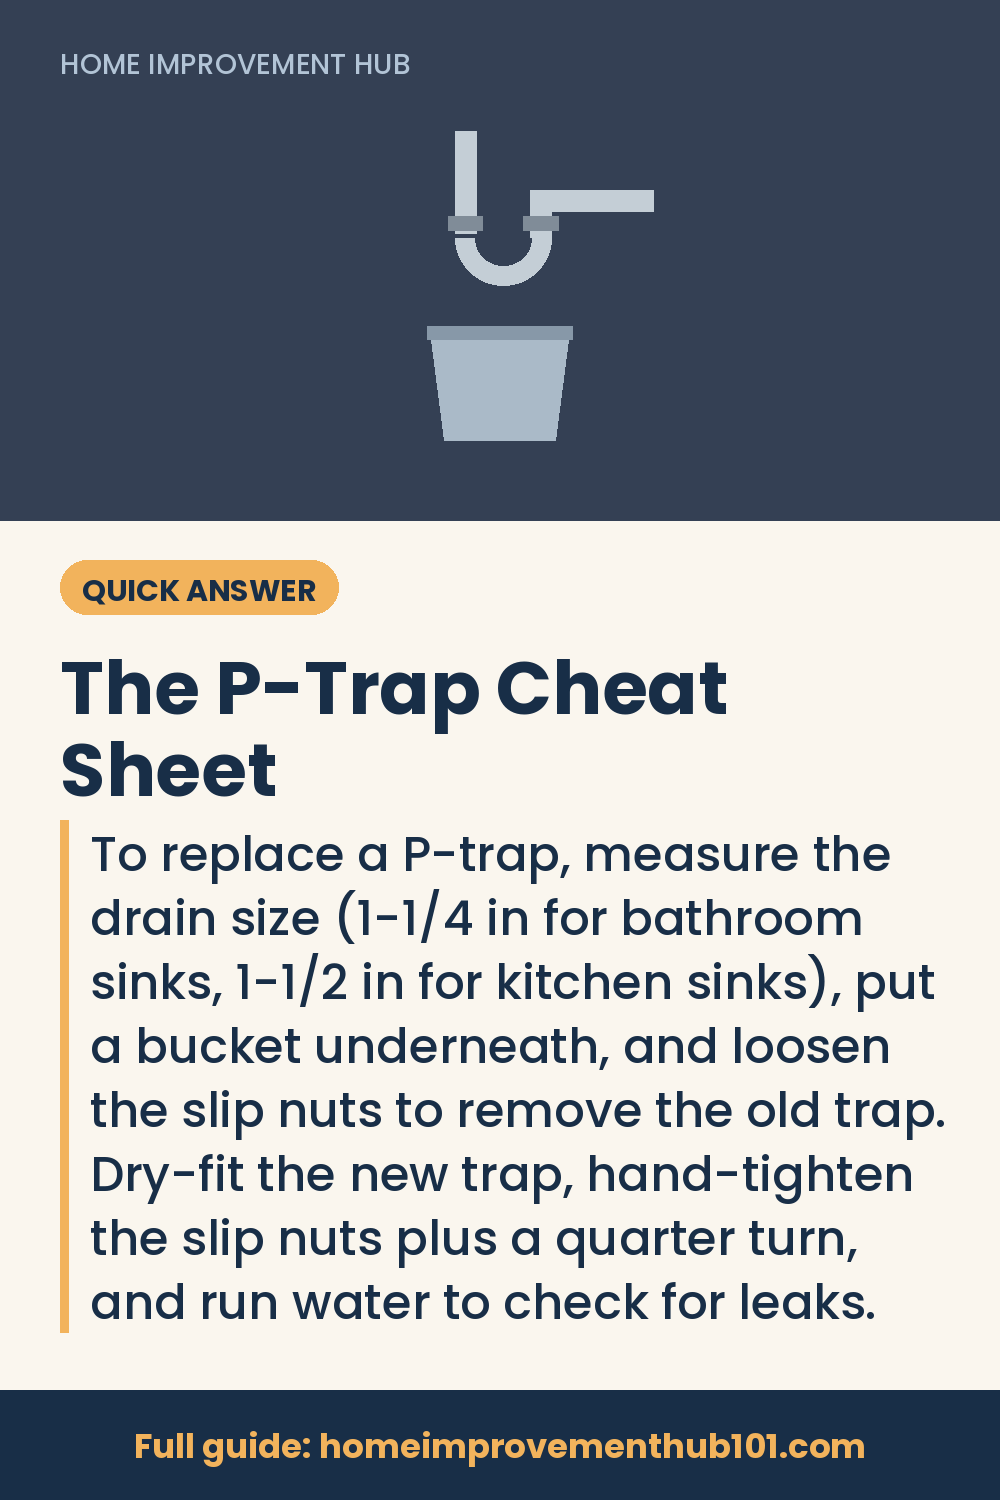 HOME IMPROVEMENT HUB
QUICK ANSWER
The P-Trap Cheat
Sheet
To replace a P-trap, measure the
drain size (1-1/4 in for bathroom
sinks, 1-1/2 in for kitchen sinks), put
a bucket underneath, and loosen
the slip nuts to remove the old trap.
Dry-fit the new trap, hand-tighten
the slip nuts plus a quarter turn,
and run water to check for leaks.
Full guide: homeimprovementhub101.com